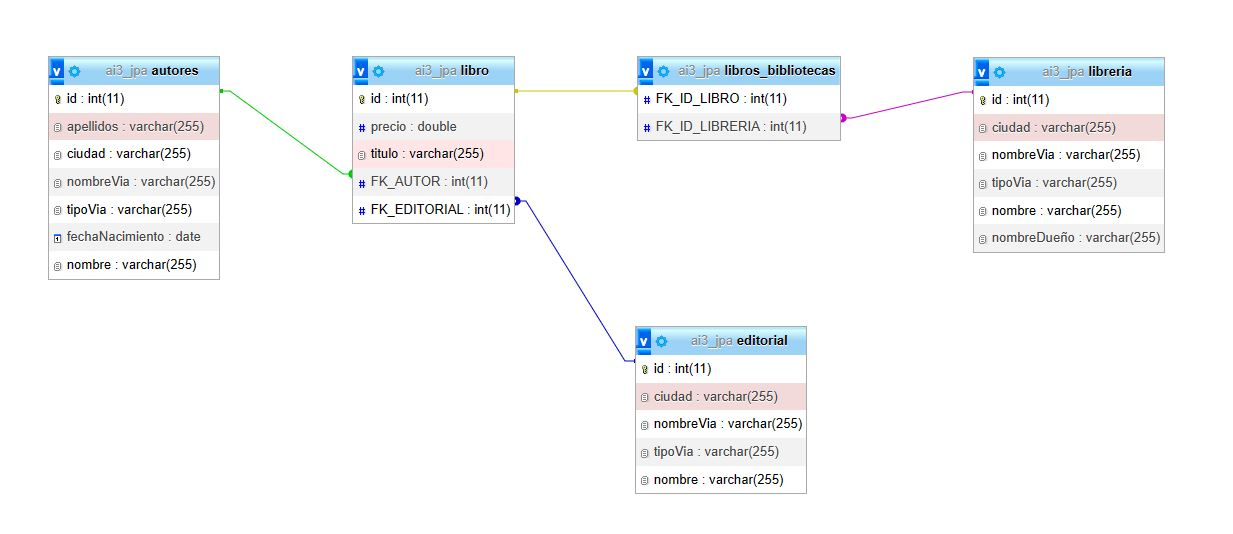 ai3_jpa autores
id : int(11)
apellidos : varchar(255)
ciudad : varchar(255)
nombreVia : varchar(255)
tipoVia : varchar(255)
fechaNacimiento : date
nombre : varchar(255)
ai3_jpa libro
id : int(11)
precio : double
titulo : varchar(255)
FK_AUTOR : int(11)
FK_EDITORIAL : int(11)
ai3_jpa libros_bibliotecas
FK_ID_LIBRO : int(11)
FK_ID_LIBRERIA : int(11)
ai3_jpa libreria
id : int(11)
ciudad : varchar(255)
nombreVia : varchar(255)
tipoVia : varchar(255)
nombre : varchar(255)
nombreDueño : varchar(255)
ai3_jpa editorial
id : int(11)
ciudad : varchar(255)
nombreVia : varchar(255)
tipoVia : varchar(255)
nombre : varchar(255)